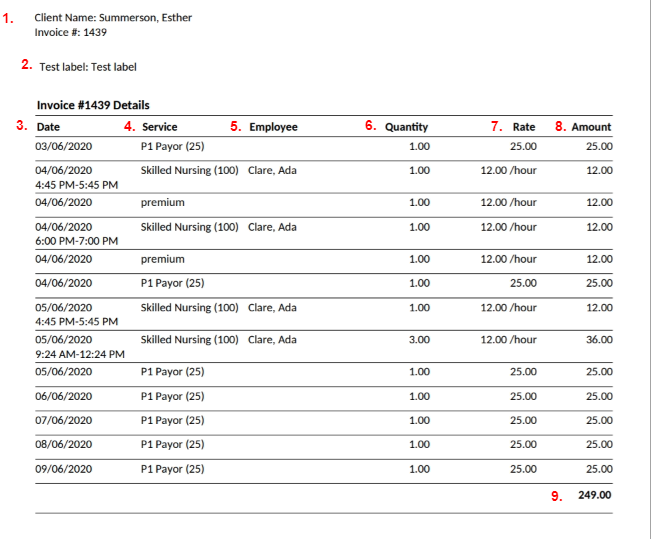 1. Client Name: Summerson, Esther
Invoice #: 1439
2. Test label: Test label
Invoice #1439 Details
3. Date 4. Service 5. Employee 6. Quantity 7. Rate 8. Amount
03/06/2020 P1 Payor (25) 1.00 25.00 25.00
04/06/2020 Skilled Nursing (100) Clare, Ada 1.00 12.00 /hour 12.00
4:45 PM-5:45 PM
04/06/2020 premium 1.00 12.00 /hour 12.00
04/06/2020 Skilled Nursing (100) Clare, Ada 1.00 12.00 /hour 12.00
6:00 PM-7:00 PM
04/06/2020 premium 1.00 12.00 /hour 12.00
04/06/2020 P1 Payor (25) 1.00 25.00 25.00
05/06/2020 Skilled Nursing (100) Clare, Ada 1.00 12.00 /hour 12.00
4:45 PM-5:45 PM
05/06/2020 Skilled Nursing (100) Clare, Ada 3.00 12.00 /hour 36.00
9:24 AM-12:24 PM
05/06/2020 P1 Payor (25) 1.00 25.00 25.00
06/06/2020 P1 Payor (25) 1.00 25.00 25.00
07/06/2020 P1 Payor (25) 1.00 25.00 25.00
08/06/2020 P1 Payor (25) 1.00 25.00 25.00
09/06/2020 P1 Payor (25) 1.00 25.00 25.00
9. 249.00